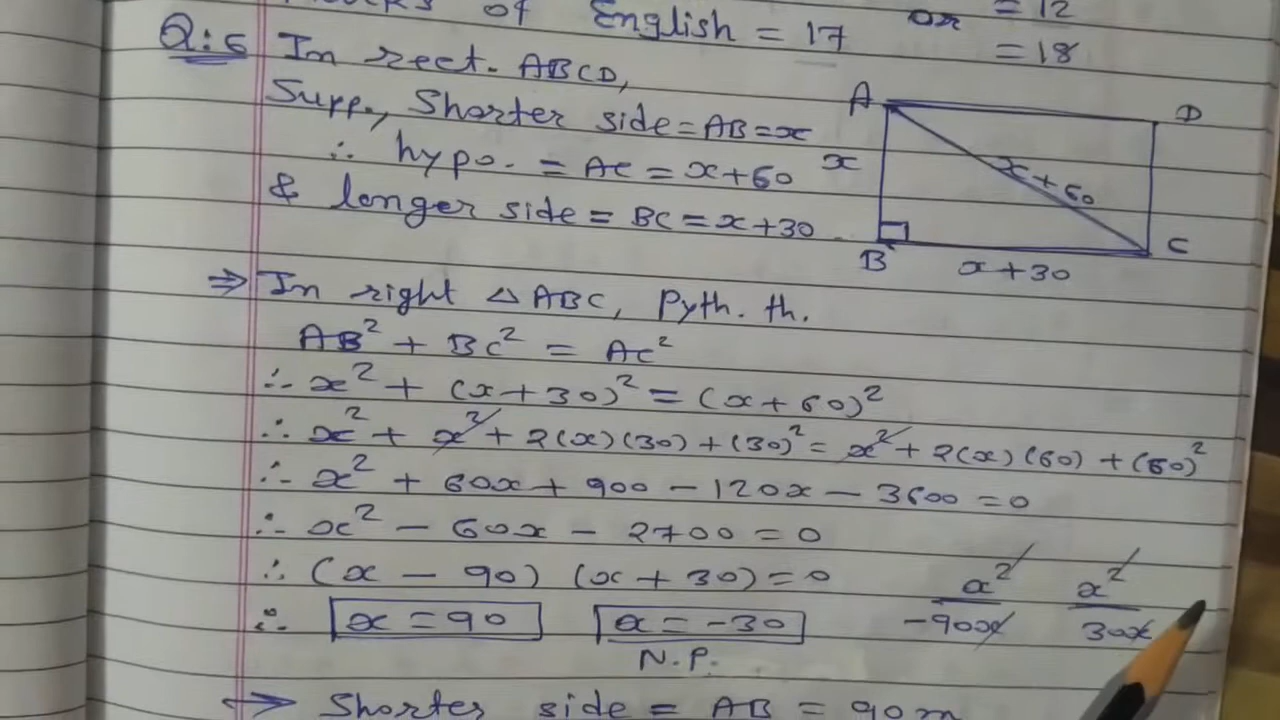 of English = 17 or = 12
= 18
Q:6 In rect. ABCD,
Supp., Shorter side = AB = x
∴ hypo. = AC = x+60
& longer side = BC = x+30
A
D
x
x+60
B
C
x+30
⇒ In right △ ABC, Pyth. th.
AB² + BC² = AC²
∴ x² + (x+30)² = (x+60)²
∴ x² + x² + 2(x)(30) + (30)² = x² + 2(x)(60) + (60)²
∴ x² + 60x + 900 - 120x - 3600 = 0
∴ x² - 60x - 2700 = 0
∴ (x - 90) (x + 30) = 0
x² x²
-90x 30x
∴ x = 90 x = -30
N.P.
→ Shorter side = AB = 90m